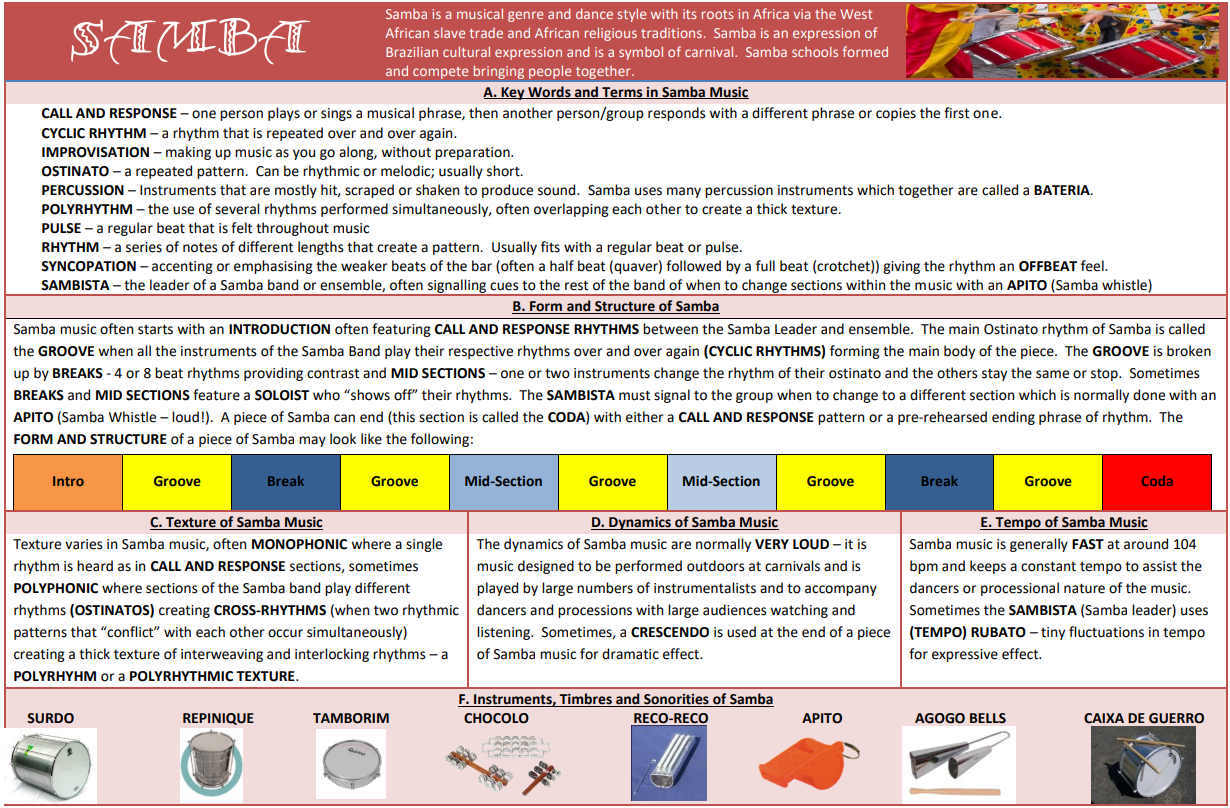 SAMBA
Samba is a musical genre and dance style with its roots in Africa via the West
African slave trade and African religious traditions.  Samba is an expression of
Brazilian cultural expression and is a symbol of carnival.  Samba schools formed
and compete bringing people together.
A. Key Words and Terms in Samba Music
CALL AND RESPONSE – one person plays or sings a musical phrase, then another person/group responds with a different phrase or copies the first one.
CYCLIC RHYTHM – a rhythm that is repeated over and over again.
IMPROVISATION – making up music as you go along, without preparation.
OSTINATO – a repeated pattern.  Can be rhythmic or melodic; usually short.
PERCUSSION – Instruments that are mostly hit, scraped or shaken to produce sound.  Samba uses many percussion instruments which together are called a BATERIA.
POLYRHYTHM – the use of several rhythms performed simultaneously, often overlapping each other to create a thick texture.
PULSE – a regular beat that is felt throughout music
RHYTHM – a series of notes of different lengths that create a pattern.  Usually fits with a regular beat or pulse.
SYNCOPATION – accenting or emphasising the weaker beats of the bar (often a half beat (quaver) followed by a full beat (crotchet)) giving the rhythm an OFFBEAT feel.
SAMBISTA – the leader of a Samba band or ensemble, often signalling cues to the rest of the band of when to change sections within the music with an APITO (Samba whistle)
B. Form and Structure of Samba
Samba music often starts with an INTRODUCTION often featuring CALL AND RESPONSE RHYTHMS between the Samba Leader and ensemble.  The main Ostinato rhythm of Samba is called
the GROOVE when all the instruments of the Samba Band play their respective rhythms over and over again (CYCLIC RHYTHMS) forming the main body of the piece.  The GROOVE is broken
up by BREAKS - 4 or 8 beat rhythms providing contrast and MID SECTIONS – one or two instruments change the rhythm of their ostinato and the others stay the same or stop.  Sometimes
BREAKS and MID SECTIONS feature a SOLOIST who “shows off” their rhythms.  The SAMBISTA must signal to the group when to change to a different section which is normally done with an
APITO (Samba Whistle – loud!).  A piece of Samba can end (this section is called the CODA) with either a CALL AND RESPONSE pattern or a pre-rehearsed ending phrase of rhythm.  The
FORM AND STRUCTURE of a piece of Samba may look like the following:
Intro Groove Break Groove Mid-Section Groove Mid-Section Groove Break Groove Coda
C. Texture of Samba Music
Texture varies in Samba music, often MONOPHONIC where a single
rhythm is heard as in CALL AND RESPONSE sections, sometimes
POLYPHONIC where sections of the Samba band play different
rhythms (OSTINATOS) creating CROSS-RHYTHMS (when two rhythmic
patterns that “conflict” with each other occur simultaneously)
creating a thick texture of interweaving and interlocking rhythms – a
POLYRHYHM or a POLYRHYTHMIC TEXTURE.
D. Dynamics of Samba Music
The dynamics of Samba music are normally VERY LOUD – it is
music designed to be performed outdoors at carnivals and is
played by large numbers of instrumentalists and to accompany
dancers and processions with large audiences watching and
listening.  Sometimes, a CRESCENDO is used at the end of a piece
of Samba music for dramatic effect.
E. Tempo of Samba Music
Samba music is generally FAST at around 104
bpm and keeps a constant tempo to assist the
dancers or processional nature of the music.
Sometimes the SAMBISTA (Samba leader) uses
(TEMPO) RUBATO – tiny fluctuations in tempo
for expressive effect.
F. Instruments, Timbres and Sonorities of Samba
SURDO REPINIQUE TAMBORIM CHOCOLO RECO-RECO APITO AGOGO BELLS CAIXA DE GUERRO